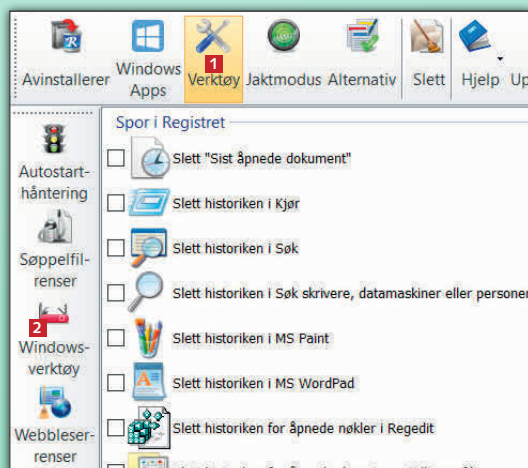 Avinstallerer
Windows
Apps
1
Verktøy
Jaktmodus
Alternativ
Slett
Hjelp
Up
Autostart-
håntering
Søppelfil-
renser
2
Windows-
verktøy
Webbleser-
renser
Spor i Registret
Slett "Sist åpnede dokument"
Slett historiken i Kjør
Slett historiken i Søk
Slett historiken i Søk skrivere, datamaskiner eller personer
Slett historiken i MS Paint
Slett historiken i MS WordPad
Slett historiken for åpnede nøkler i Regedit